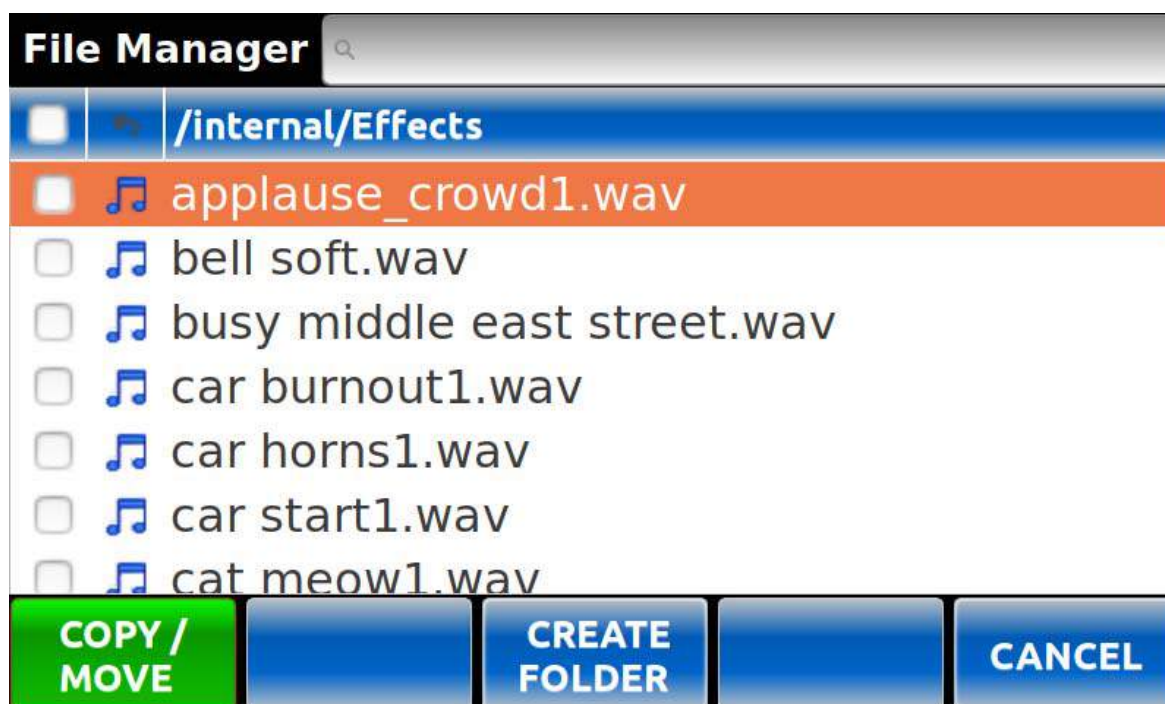 File Manager
/internal/Effects
applause_crowd1.wav
bell soft.wav
busy middle east street.wav
car burnout1.wav
car horns1.wav
car start1.wav
cat meow1.wav
COPY /
MOVE
CREATE
FOLDER
CANCEL